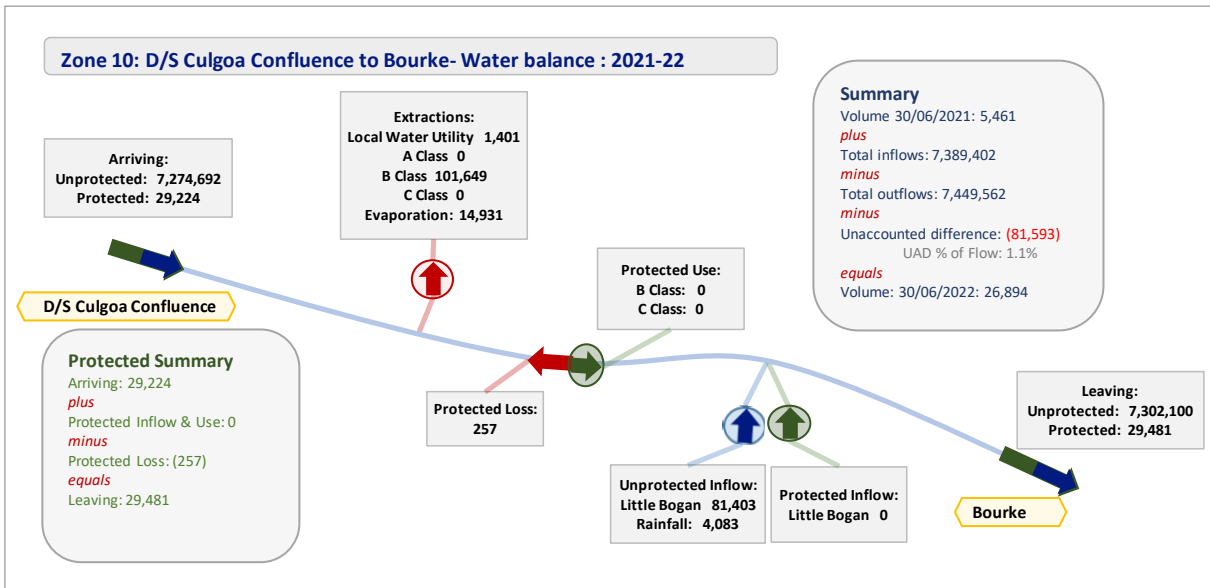 Zone 10: D/S Culgoa Confluence to Bourke- Water balance : 2021-22
Arriving:
Unprotected: 7,274,692
Protected: 29,224
D/S Culgoa Confluence
Extractions:
Local Water Utility 1,401
A Class 0
B Class 101,649
C Class 0
Evaporation: 14,931
Summary
Volume 30/06/2021: 5,461
plus
Total inflows: 7,389,402
minus
Total outflows: 7,449,562
minus
Unaccounted difference: (81,593)
UAD % of Flow: 1.1%
equals
Volume: 30/06/2022: 26,894
Protected Use:
B Class: 0
C Class: 0
Protected Summary
Arriving: 29,224
plus
Protected Inflow & Use: 0
minus
Protected Loss: (257)
equals
Leaving: 29,481
Protected Loss:
257
Unprotected Inflow:
Little Bogan 81,403
Rainfall: 4,083
Protected Inflow:
Little Bogan 0
Leaving:
Unprotected: 7,302,100
Protected: 29,481
Bourke